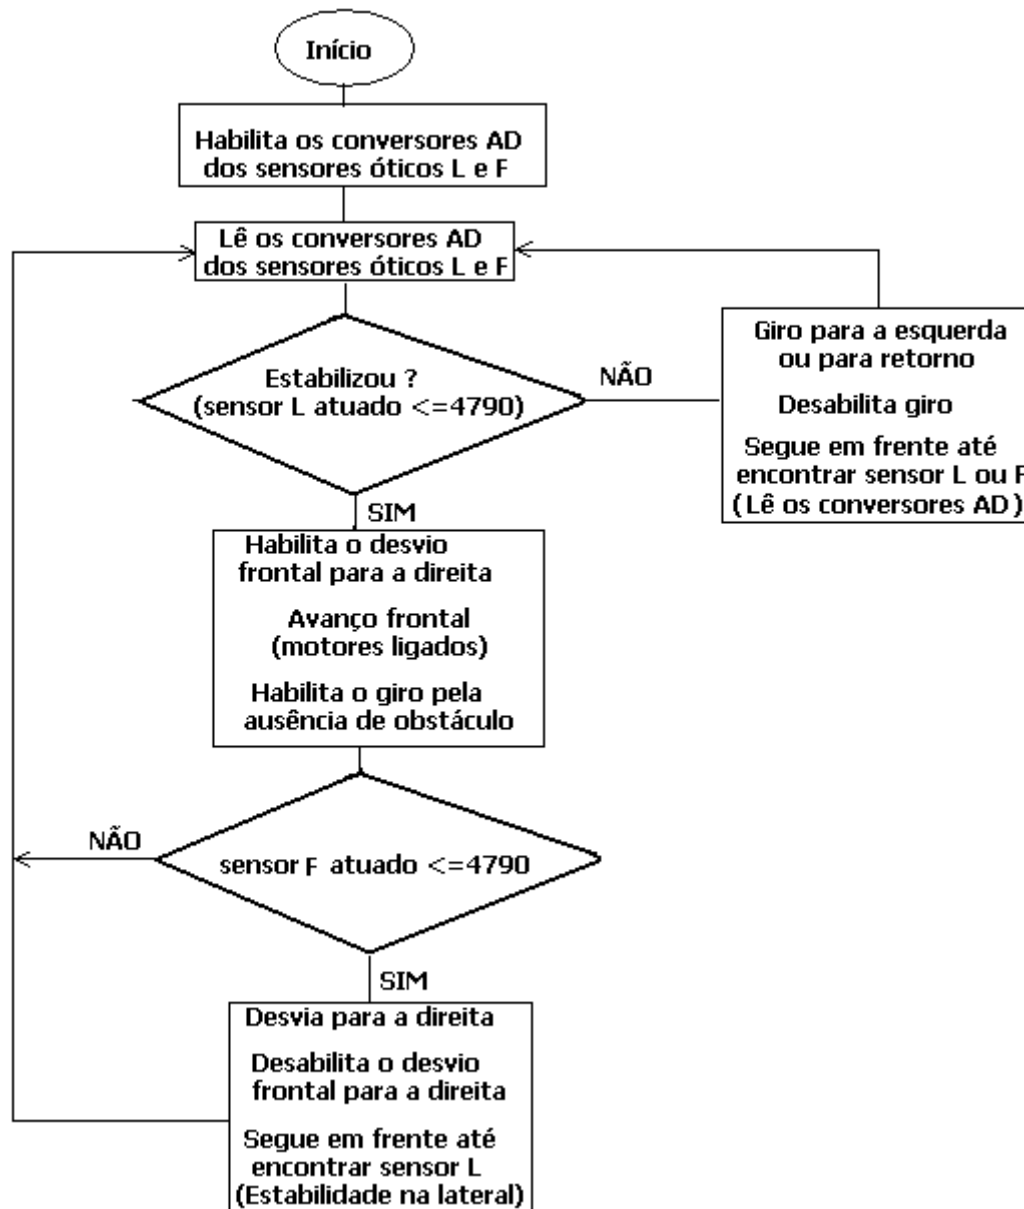 Início
Habilita os conversores AD
dos sensores óticos L e F
Lê os conversores AD
dos sensores óticos L e F
Estabilizou ?
(sensor L atuado <=4790)
NÃO
Giro para a esquerda
ou para retorno
Desabilita giro
Segue em frente até
encontrar sensor L ou F
(Lê os conversores AD)
SIM
Habilita o desvio
frontal para a direita
Avanço frontal
(motores ligados)
Habilita o giro pela
ausência de obstáculo
NÃO
sensor F atuado <=4790
SIM
Desvia para a direita
Desabilita o desvio
frontal para a direita
Segue em frente até
encontrar sensor L
(Estabilidade na lateral)